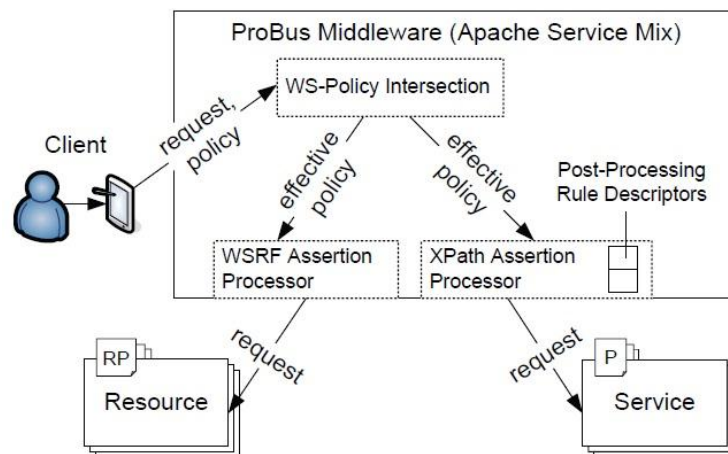 ProBus Middleware (Apache Service Mix)
WS-Policy Intersection
request,
policy
Client
effective
policy
effective
policy
Post-Processing
Rule Descriptors
WSRF Assertion
Processor
XPath Assertion
Processor
request
request
RP
Resource
P
Service